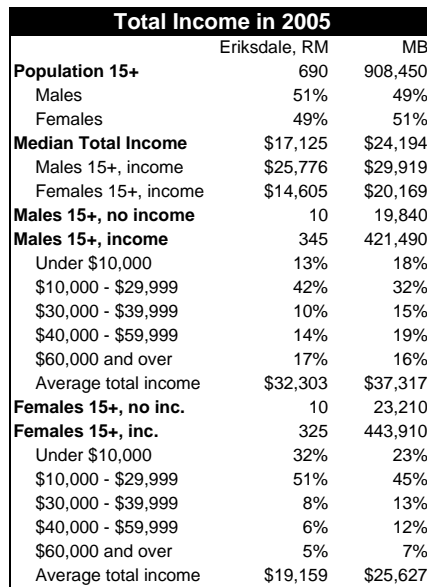 Total Income in 2005
Eriksdale, RM MB
Population 15+ 690 908,450
Males 51% 49%
Females 49% 51%
Median Total Income $17,125 $24,194
Males 15+, income $25,776 $29,919
Females 15+, income $14,605 $20,169
Males 15+, no income 10 19,840
Males 15+, income 345 421,490
Under $10,000 13% 18%
$10,000 - $29,999 42% 32%
$30,000 - $39,999 10% 15%
$40,000 - $59,999 14% 19%
$60,000 and over 17% 16%
Average total income $32,303 $37,317
Females 15+, no inc. 10 23,210
Females 15+, inc. 325 443,910
Under $10,000 32% 23%
$10,000 - $29,999 51% 45%
$30,000 - $39,999 8% 13%
$40,000 - $59,999 6% 12%
$60,000 and over 5% 7%
Average total income $19,159 $25,627